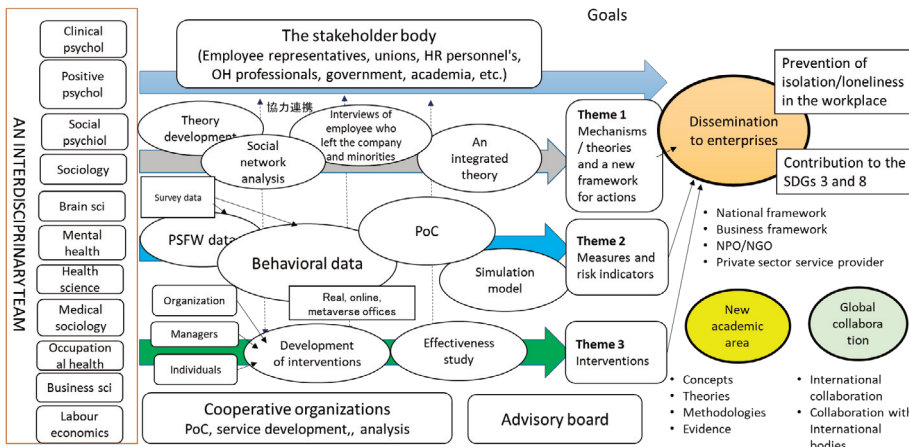 AN INTERDISCIPRINARY TEAM
Clinical
psychol
Positive
psychol
Social
psychiol
Sociology
Brain sci
Mental
health
Health
science
Medical
sociology
Occupation
al health
Business sci
Labour
economics
Goals
The stakeholder body
(Employee representatives, unions, HR personnel's,
OH professionals, government, academia, etc.)
協力連携
Theory
development
Social
network
analysis
Interviews of
employee who
left the company
and minorities
An
integrated
theory
Theme 1
Mechanisms
/ theories
and a new
framework
for actions
Survey data
PSFW data
Behavioral data
PoC
Simulation
model
Theme 2
Measures and
risk indicators
Organization
Managers
Individuals
Real, online,
metaverse offices
Development
of interventions
Effectiveness
study
Theme 3
Interventions
Cooperative organizations
PoC, service development,, analysis
Advisory board
Dissemination
to enterprises
Prevention of
isolation/loneliness
in the workplace
Contribution to the
SDGs 3 and 8
• National framework
• Business framework
• NPO/NGO
• Private sector service provider
New
academic
area
• Concepts
• Theories
• Methodologies
• Evidence
Global
collabora
tion
• International
collaboration
• Collaboration with
International
bodies